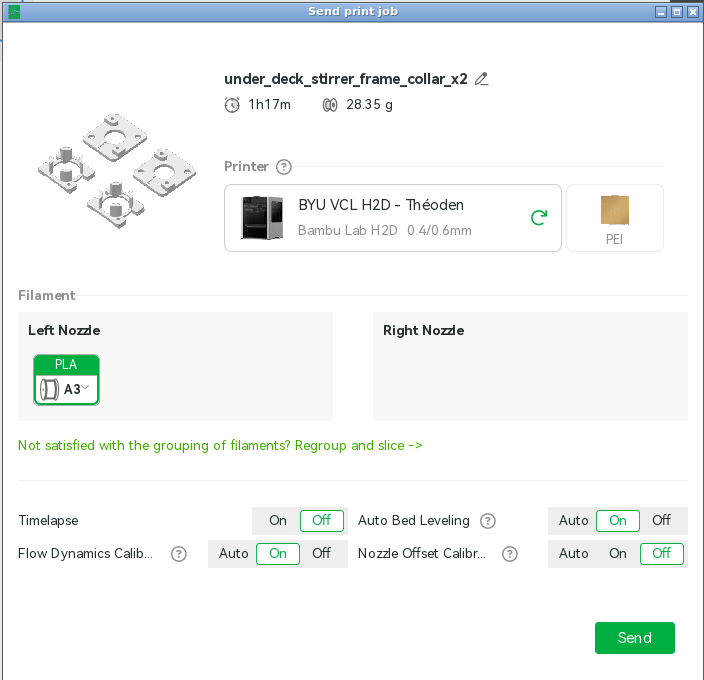 Send print job
under_deck_stirrer_frame_collar_x2
1h17m 28.35 g
Printer ?
BYU VCL H2D - Théoden
Bambu Lab H2D 0.4/0.6mm
PEI
Filament
Left Nozzle
PLA
A3
Right Nozzle
Not satisfied with the grouping of filaments? Regroup and slice ->
Timelapse On Off
Auto Bed Leveling ? Auto On Off
Flow Dynamics Calib... ? Auto On Off
Nozzle Offset Calibr... ? Auto On Off
Send